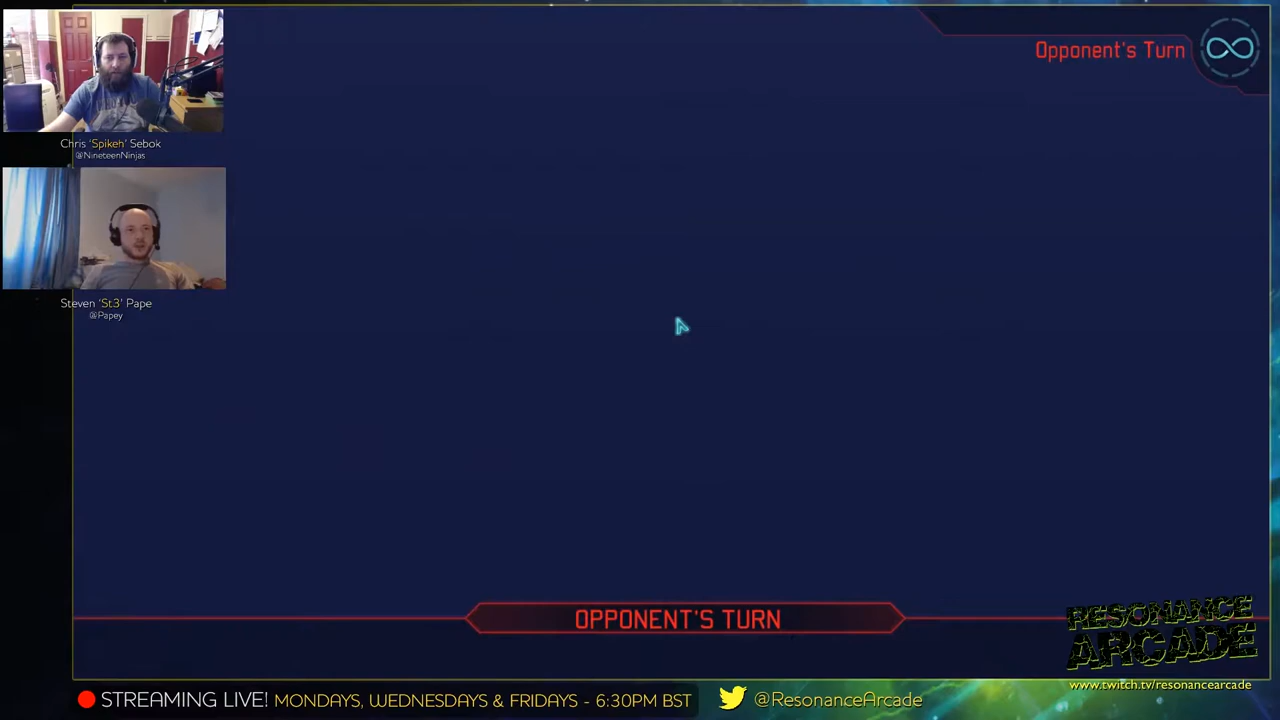 Opponent's Turn
Chris 'Spikeh' Sebok
@NineteenNinjas
Steven 'St3' Pape
@Papey
OPPONENT'S TURN
RESONANCE
ARCADE
www.twitch.tv/resonancearcade
STREAMING LIVE! MONDAYS, WEDNESDAYS & FRIDAYS - 6:30PM BST @ResonanceArcade